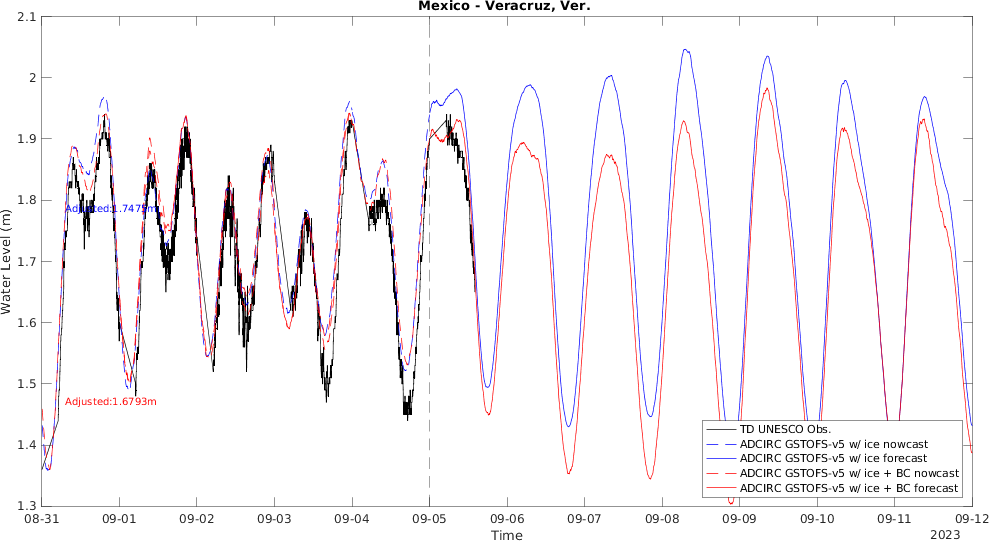 Mexico - Veracruz, Ver.
2.1
2
1.9
1.8
1.7
1.6
1.5
1.4
1.3
Water Level (m)
Adjusted:1.7475m
Adjusted:1.6793m
TD UNESCO Obs.
ADCIRC GSTOFS-v5 w/ ice nowcast
ADCIRC GSTOFS-v5 w/ ice forecast
ADCIRC GSTOFS-v5 w/ ice + BC nowcast
ADCIRC GSTOFS-v5 w/ ice + BC forecast
08-31 09-01 09-02 09-03 09-04 09-05 09-06 09-07 09-08 09-09 09-10 09-11 09-12
Time
2023